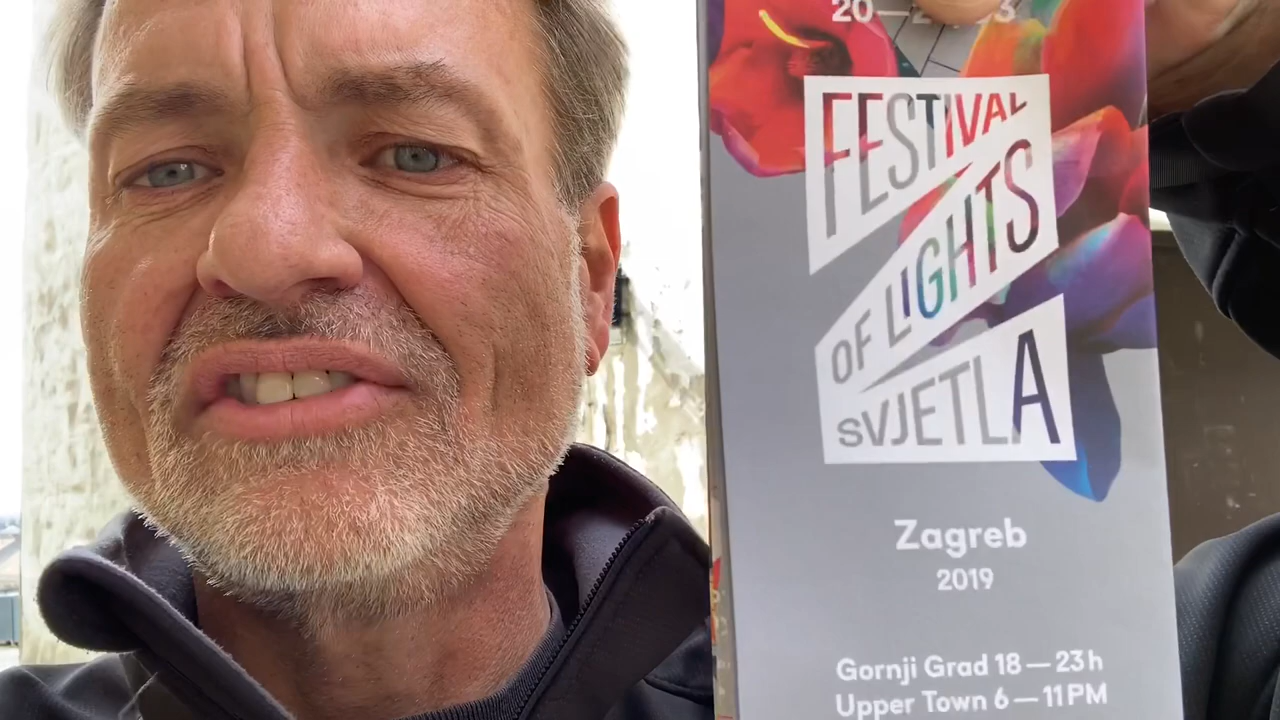 FESTIVAL
OF LIGHTS
SVJETLA
Zagreb
2019
Gornji Grad 18 — 23 h
Upper Town 6 — 11 PM